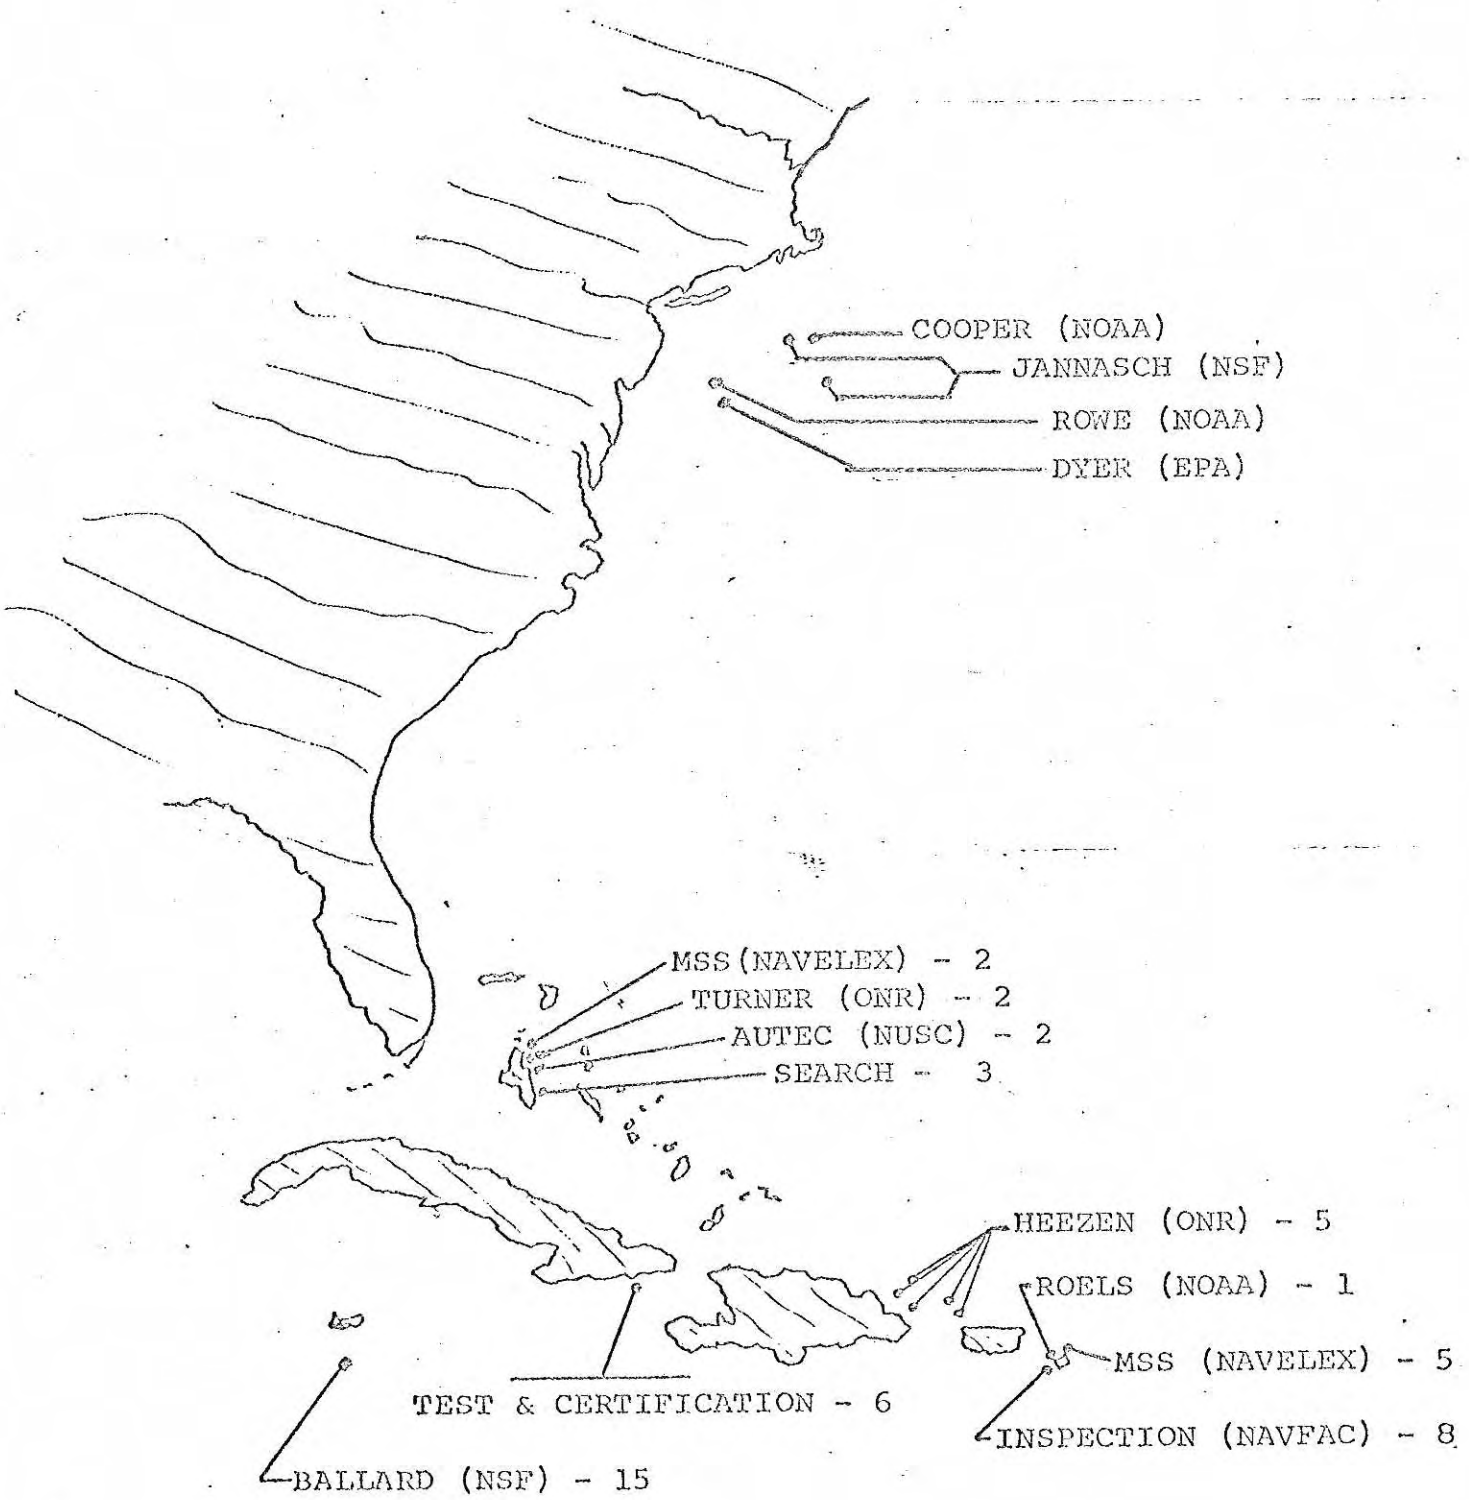 COOPER (NOAA)
JANNASCH (NSF)
ROWE (NOAA)
DYER (EPA)
MSS (NAVELEX) - 2
TURNER (ONR) - 2
AUTEC (NUSC) - 2
SEARCH - 3
HEEZEN (ONR) - 5
ROELS (NOAA) - 1
MSS (NAVELEX) - 5
TEST & CERTIFICATION - 6
INSPECTION (NAVFAC) - 8
BALLARD (NSF) - 15